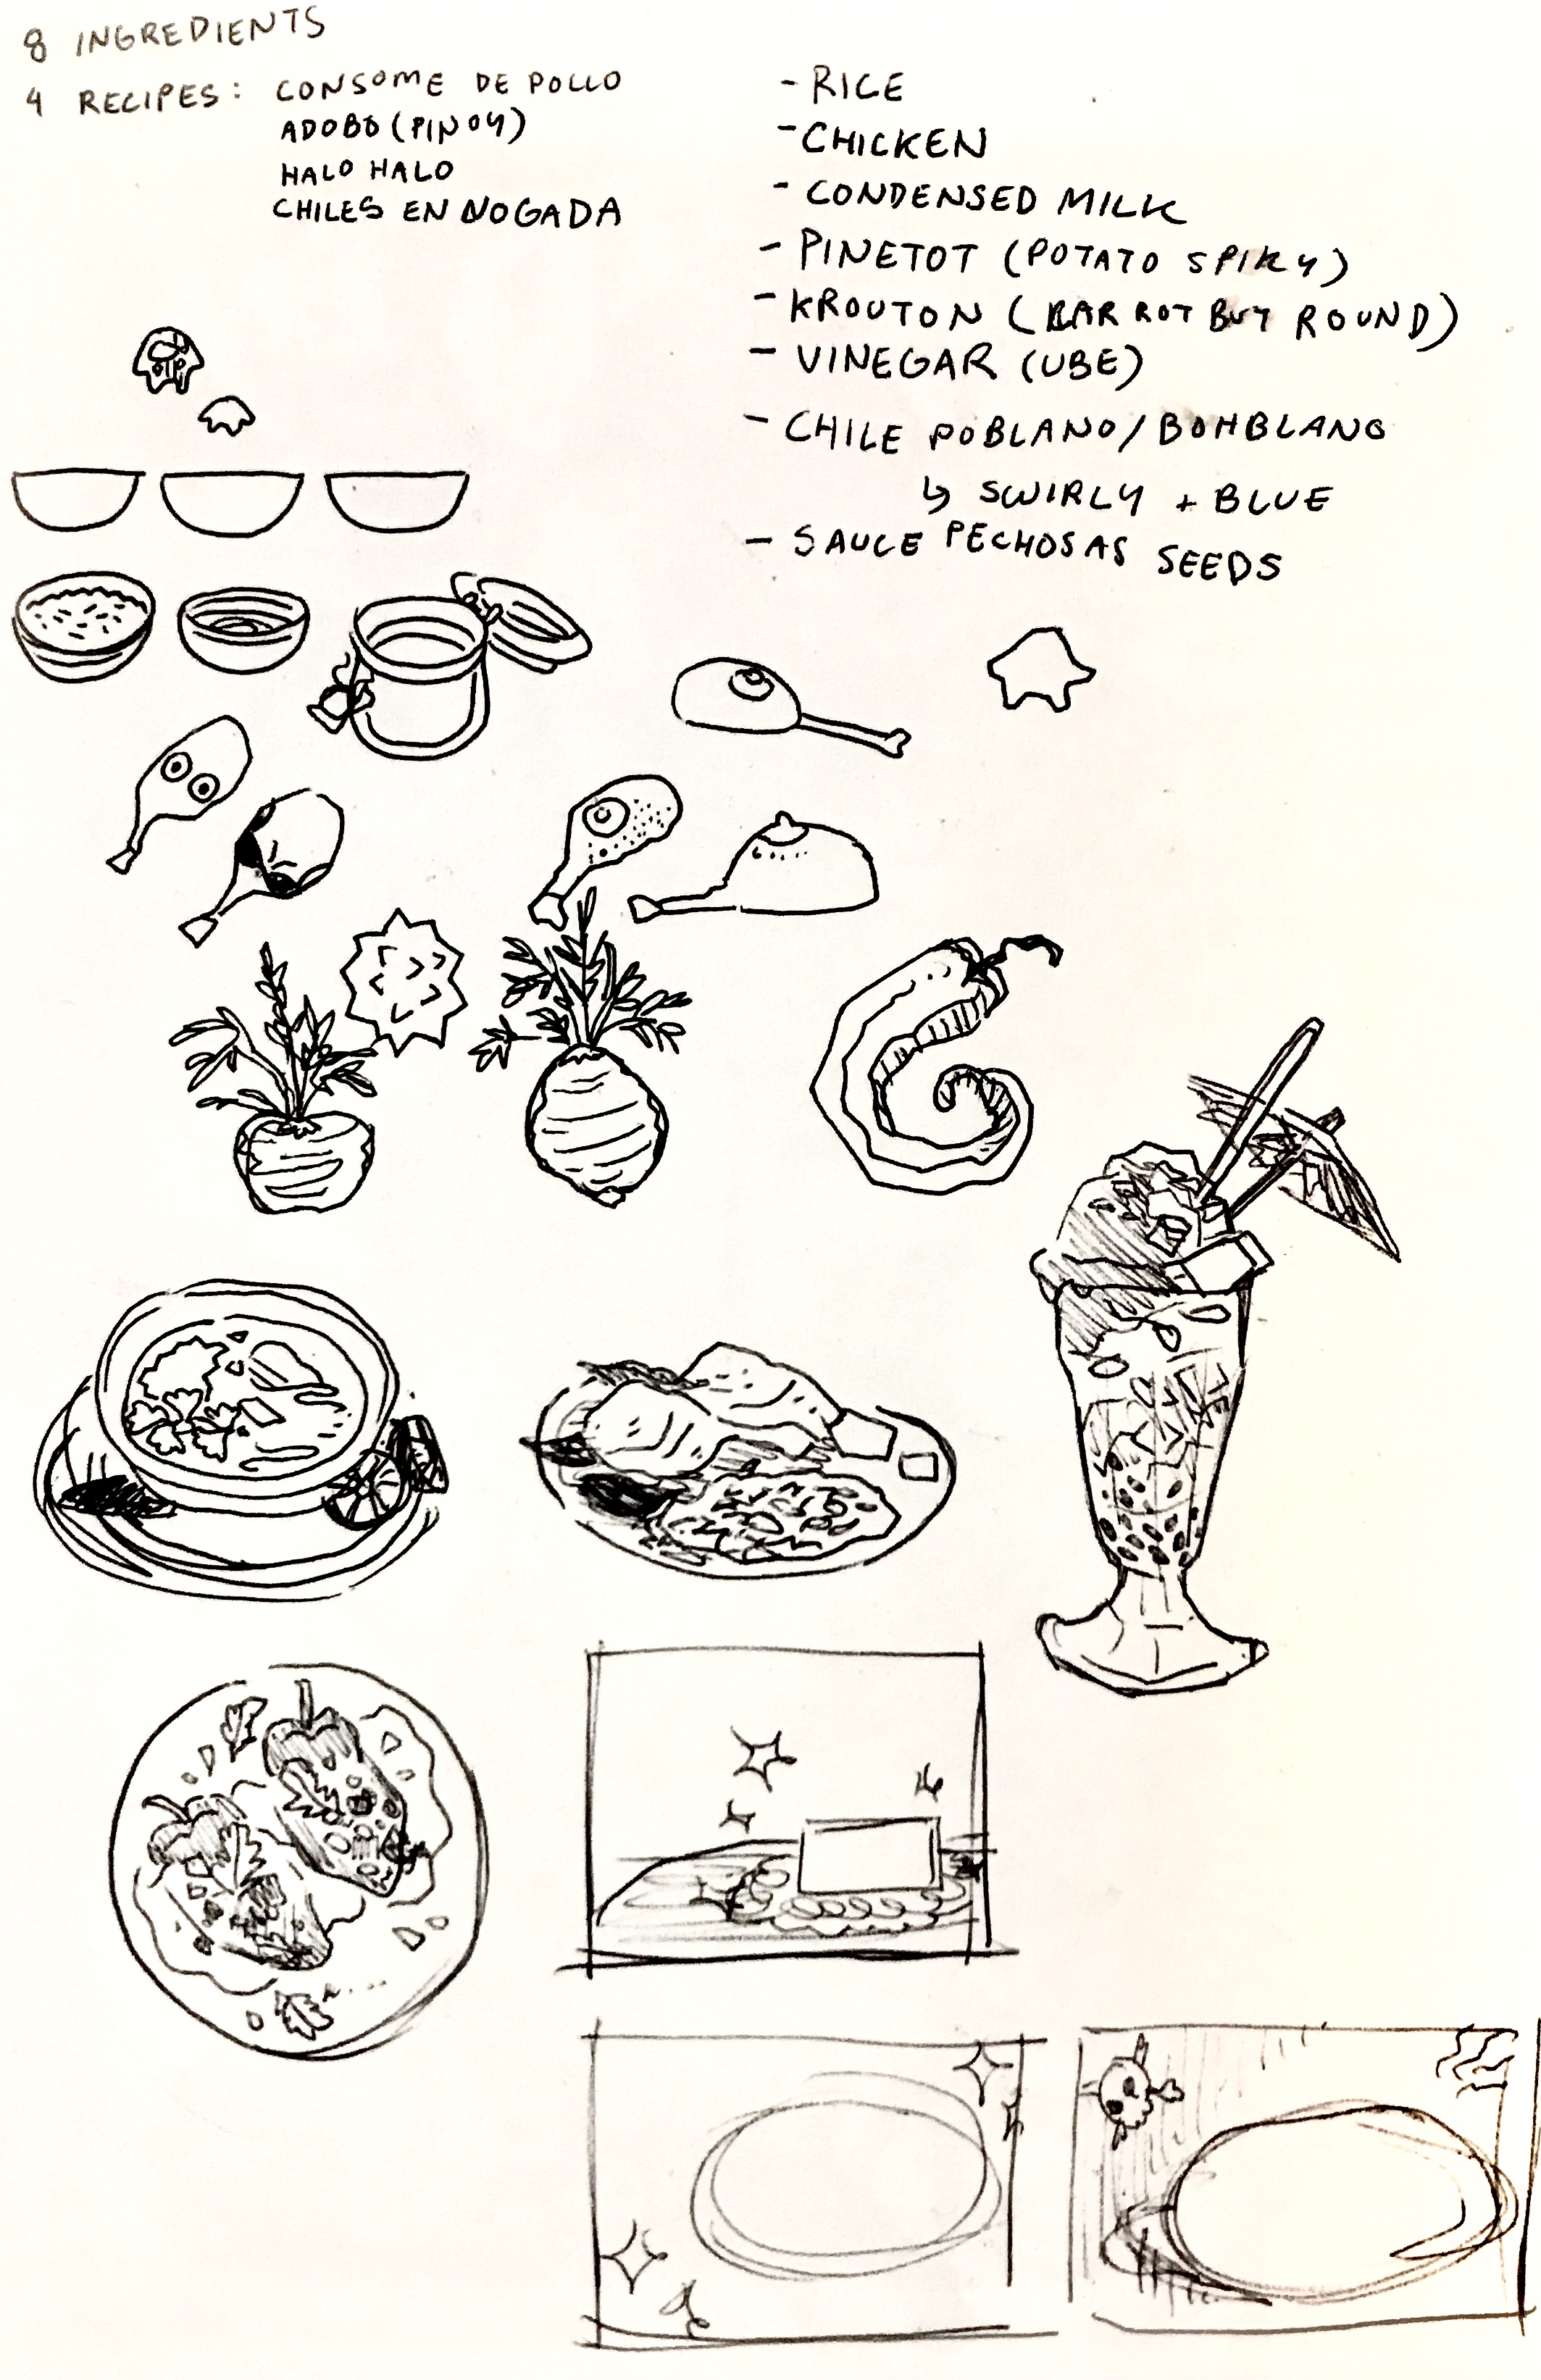 8 INGREDIENTS
4 RECIPES: CONSOME DE POLLO
ADOBO (PINOY)
HALO HALO
CHILES EN NOGADA
- RICE
- CHICKEN
- CONDENSED MILK
- PINETOT (POTATO SPIKY)
- KROUTON (KARROT BUT ROUND)
- VINEGAR (UBE)
- CHILE POBLANO/BOHBLANO
↳ SWIRLY + BLUE
- SAUCE PECHOSAS SEEDS